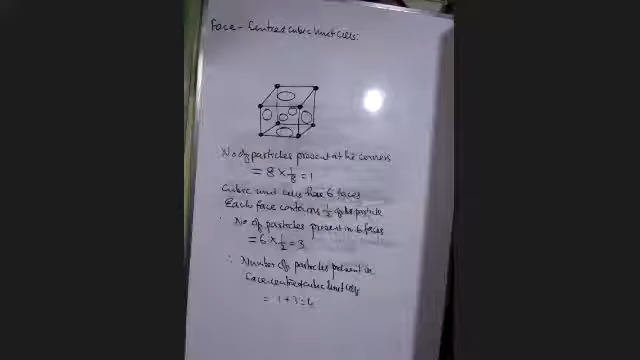 Face-Centred cubic unit cells:
No of particles present at the corners
= 8 × 1/8 = 1
Cubic unit cells has 6 faces
Each face contains 1/2 of the particle
∴ No of particles present in 6 faces
= 6 × 1/2 = 3
∴ Number of particles present in
face-centred cubic unit cells
= 1 + 3 = 4